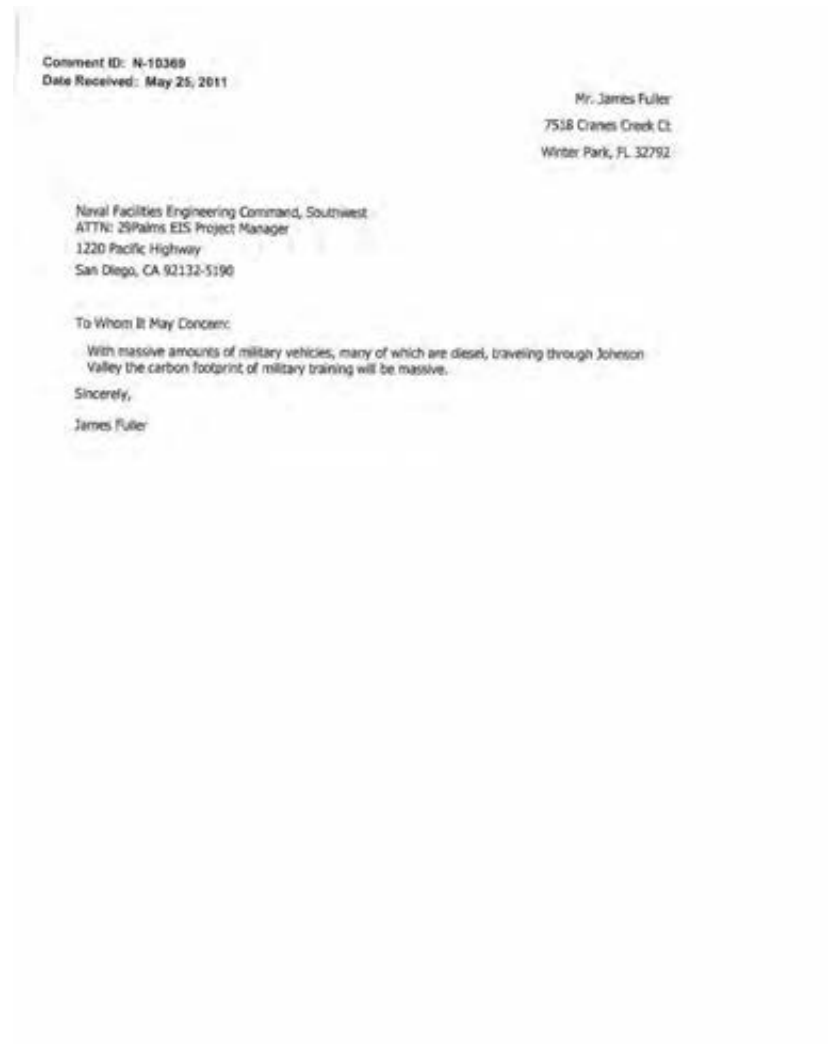 Comment ID: N-10369
Date Received: May 25, 2011
Mr. James Fuller
7518 Cranes Creek Ct
Winter Park, FL 32792
Naval Facilities Engineering Command, Southwest
ATTN: 29Palms EIS Project Manager
1220 Pacific Highway
San Diego, CA 92132-5190
To Whom It May Concern:
With massive amounts of military vehicles, many of which are diesel, traveling through Johnson
Valley the carbon footprint of military training will be massive.
Sincerely,
James Fuller